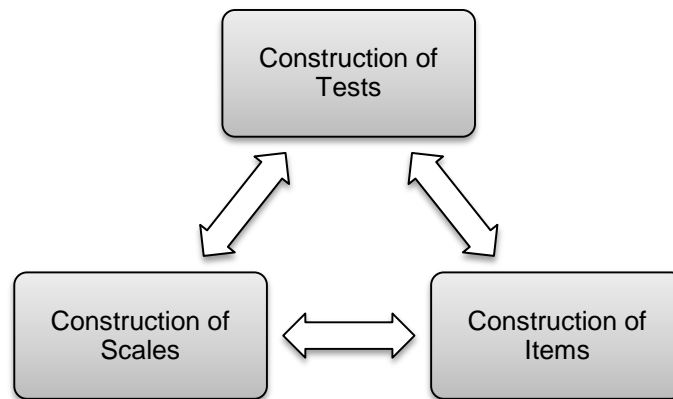 Construction of
Tests
Construction of
Scales
Construction of
Items